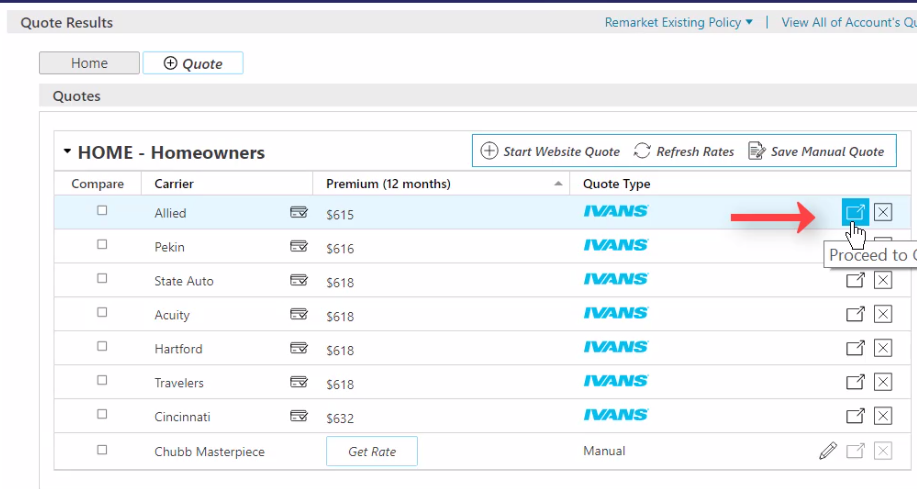 Quote Results Remarket Existing Policy | View All of Account's
Home Quote
Quotes
HOME - Homeowners Start Website Quote Refresh Rates Save Manual Quote
Compare Carrier Premium (12 months) Quote Type
Allied $615 IVANS
Pekin $616 IVANS
Proceed to
State Auto $618 IVANS
Acuity $618 IVANS
Hartford $618 IVANS
Travelers $618 IVANS
Cincinnati $632 IVANS
Chubb Masterpiece Get Rate Manual